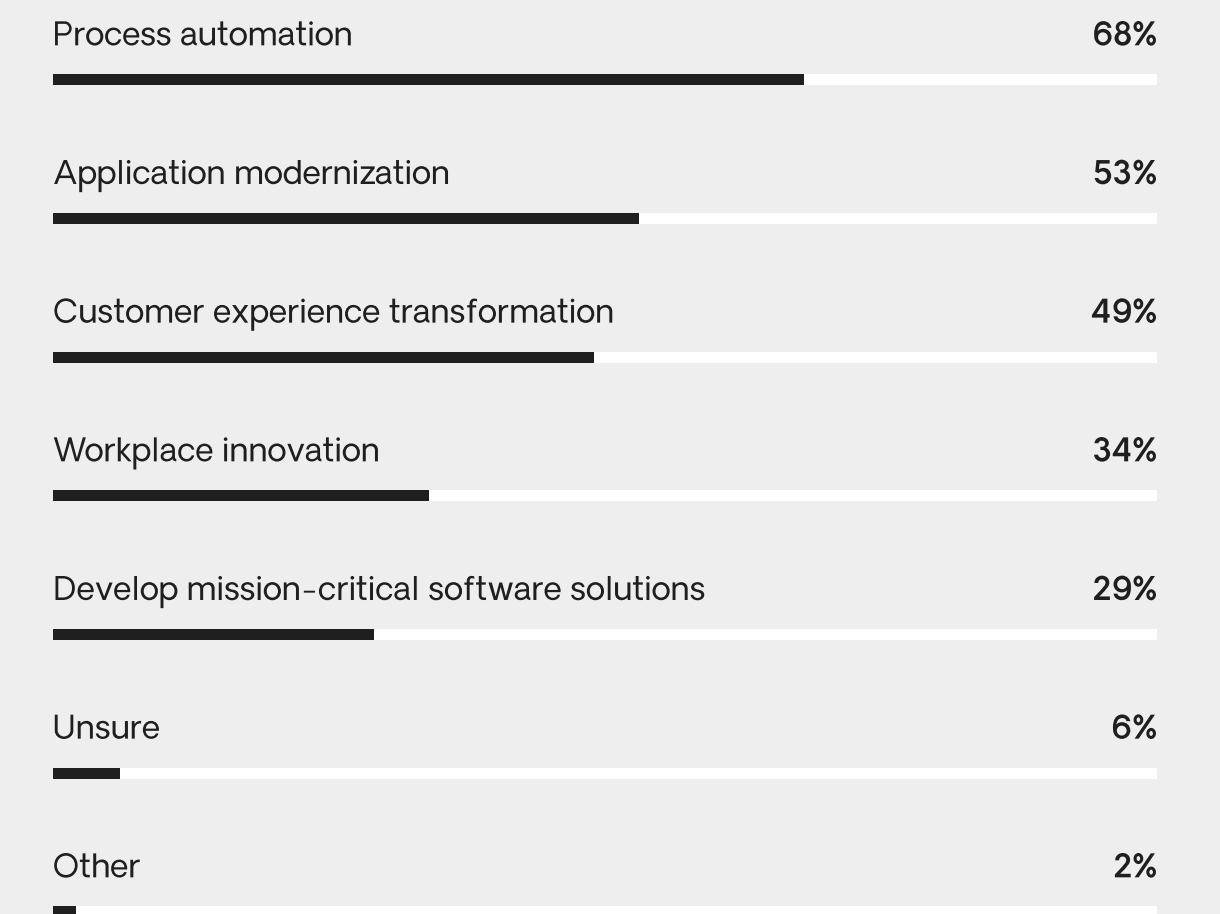 Process automation 68%
Application modernization 53%
Customer experience transformation 49%
Workplace innovation 34%
Develop mission-critical software solutions 29%
Unsure 6%
Other 2%